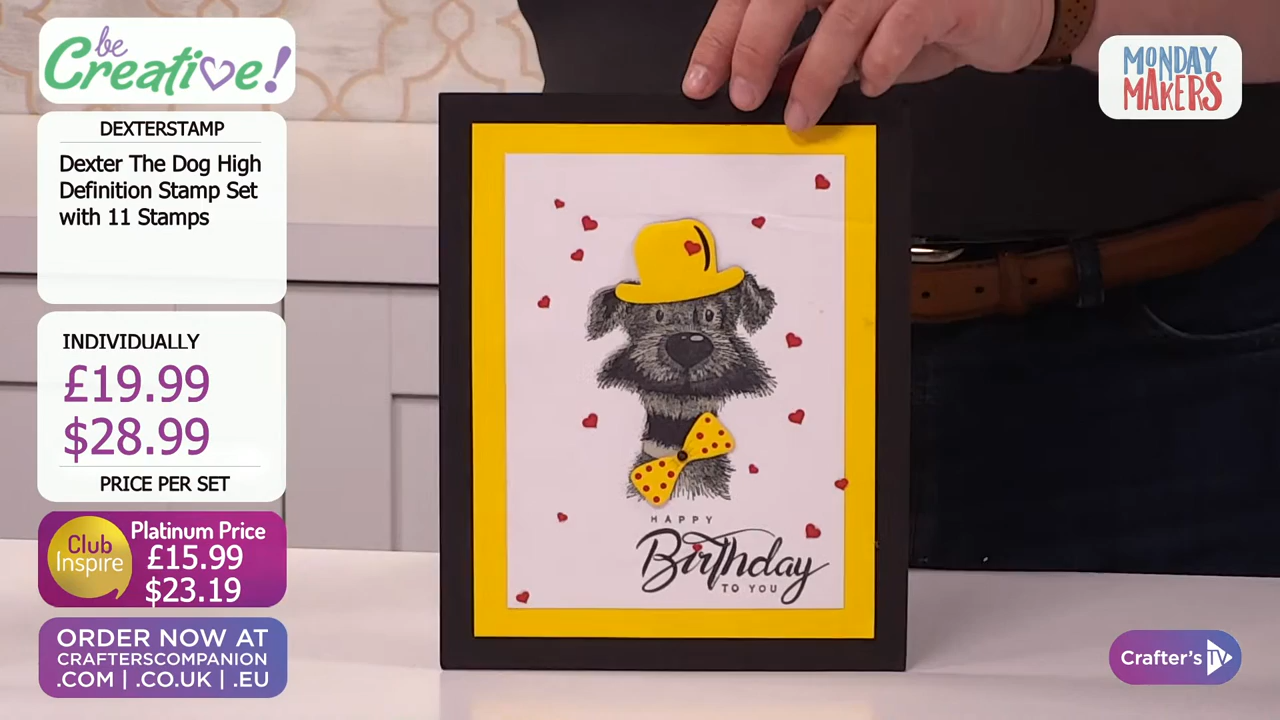 be
Creative!
DEXTERSTAMP
Dexter The Dog High
Definition Stamp Set
with 11 Stamps
INDIVIDUALLY
£19.99
$28.99
PRICE PER SET
Club
Inspire
Platinum Price
£15.99
$23.19
ORDER NOW AT
CRAFTERSCOMPANION
.COM | .CO.UK | .EU
HAPPY
Birthday
TO YOU
MONDAY
MAKERS
Crafter's TV